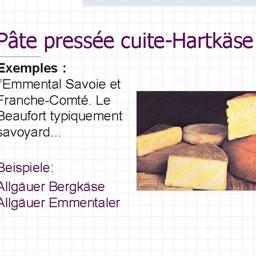 Pâte pressée cuite-Hartkäse
Exemples :
l'Emmental Savoie et
Franche-Comté. Le
Beaufort typiquement
savoyard...
Beispiele:
Allgäuer Bergkäse
Allgäuer Emmentaler